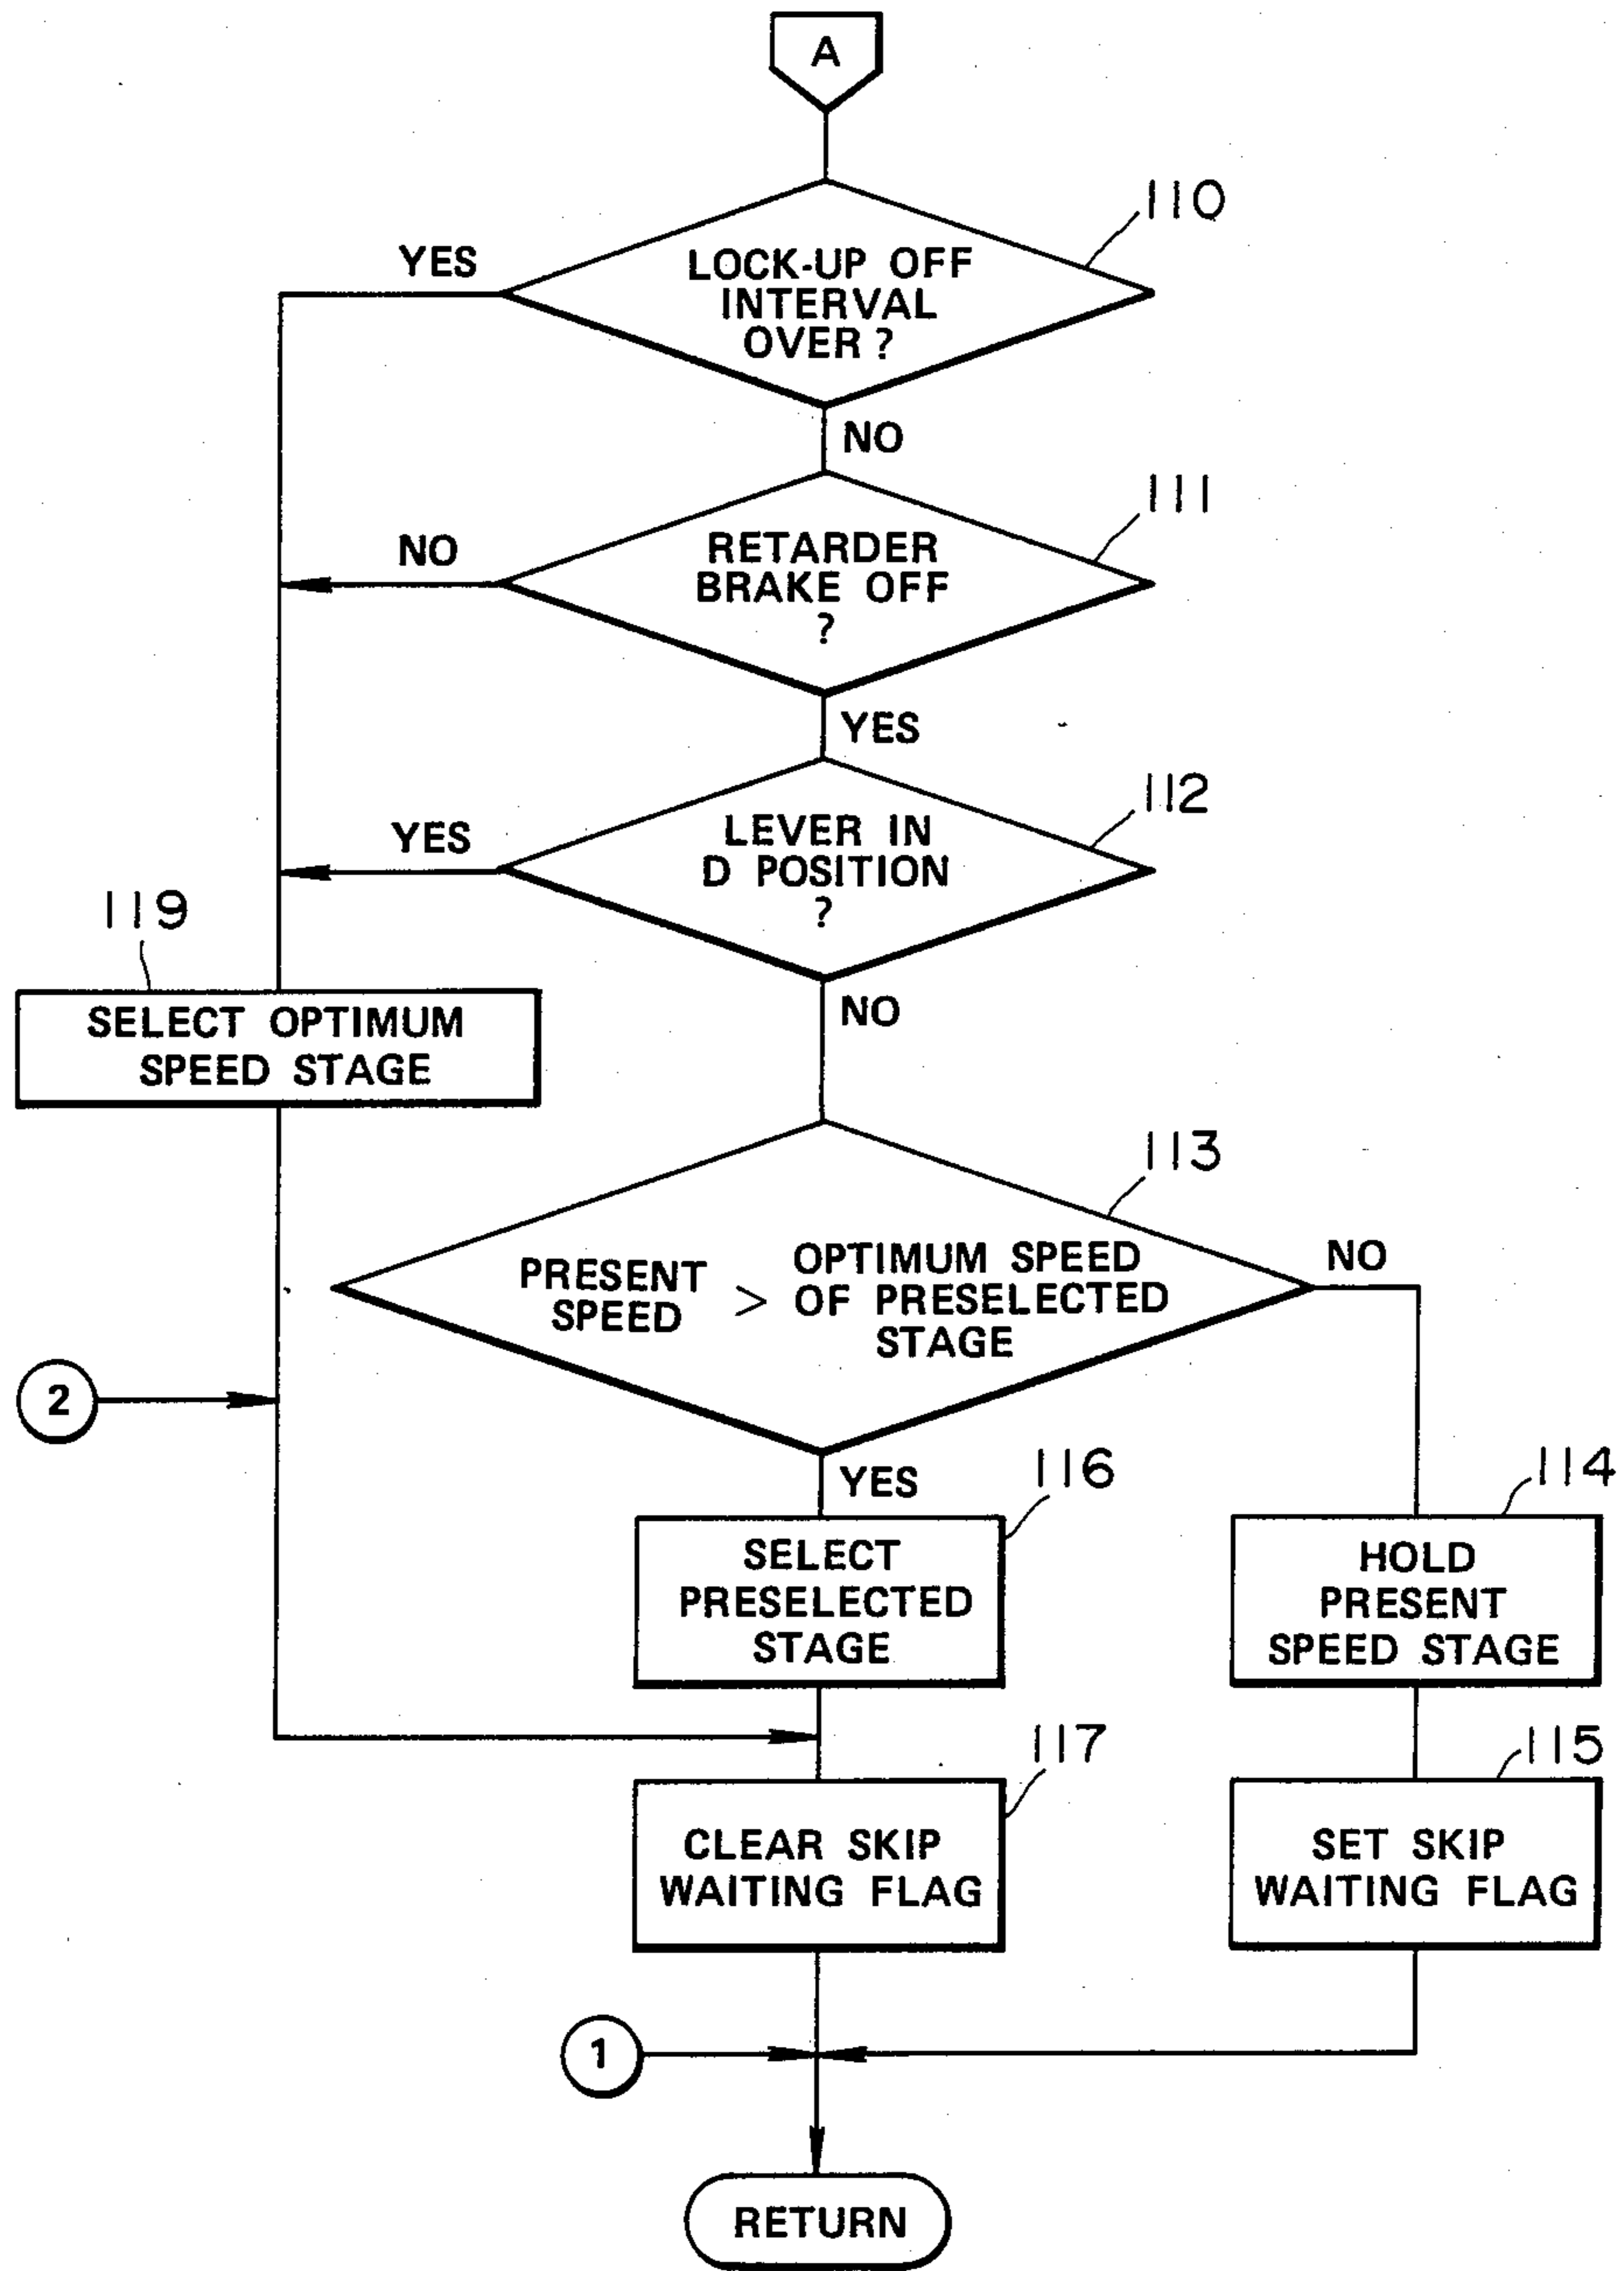 A
110
YES
LOCK-UP OFF
INTERVAL
OVER ?
NO
111
NO
RETARDER
BRAKE OFF
?
YES
112
YES
LEVER IN
D POSITION
?
119
NO
SELECT OPTIMUM
SPEED STAGE
113
PRESENT
SPEED
>
OPTIMUM SPEED
OF PRESELECTED
STAGE
NO
2
YES
116
114
SELECT
PRESELECTED
STAGE
HOLD
PRESENT
SPEED STAGE
117
115
CLEAR SKIP
WAITING FLAG
SET SKIP
WAITING FLAG
1
RETURN